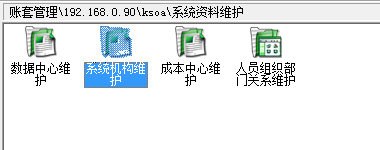 账套管理\192.168.0.90\ksoa\系统资料维护
数据中心维
护
系统机构维
护
成本中心维
护
人员组织部
门关系维护